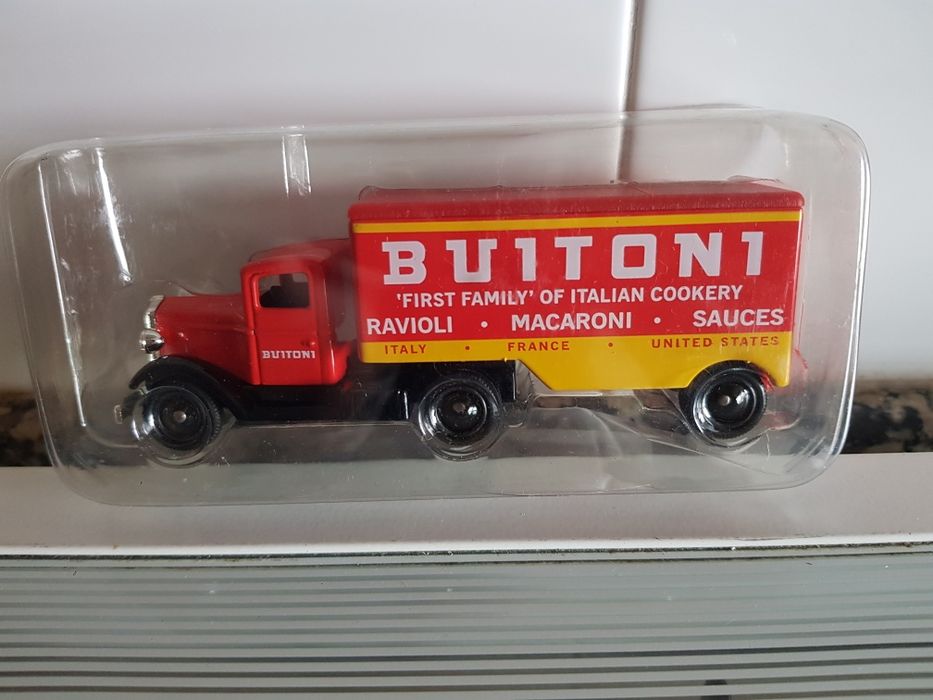 BUITONI
'FIRST FAMILY' OF ITALIAN COOKERY
RAVIOLI • MACARONI • SAUCES
ITALY • FRANCE • UNITED STATES
BUITONI